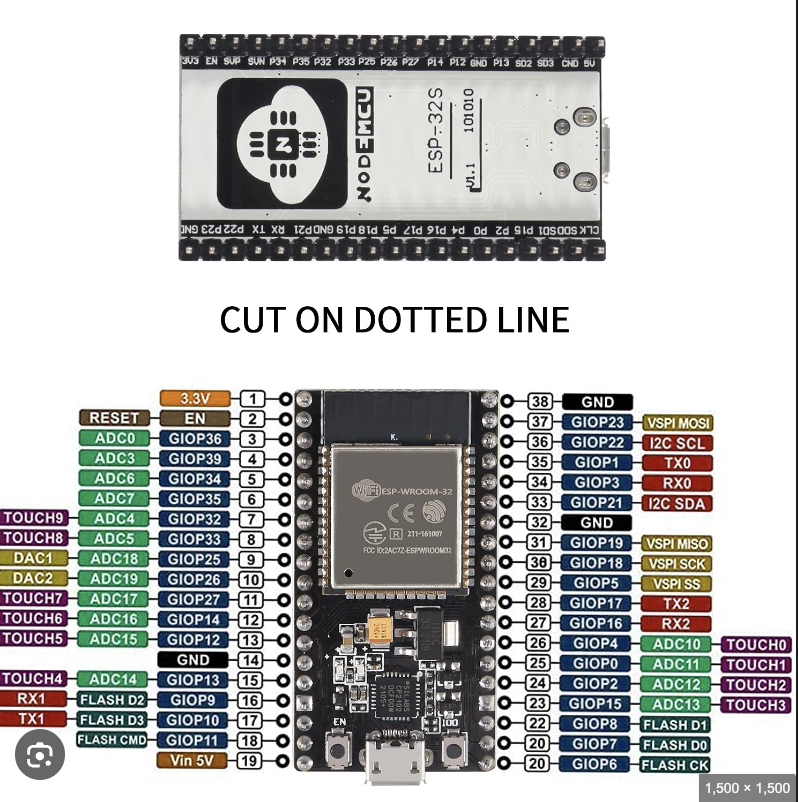 3V3 EN SVP SVN P34 P35 P32 P33 P25 P26 P27 P14 P12 GND P13 SD2 SD3 CND 5V
NODEMCU
ESP-32S
V1.1
101010
GND P23 P22 TX RX P21 GND P19 P18 P5 P17 P16 P4 P0 P2 P15 SD1 SD0 CLK
CUT ON DOTTED LINE
3.3V 1 38 GND
RESET EN 2 37 GIOP23 VSPI MOSI
ADC0 GIOP36 3 36 GIOP22 I2C SCL
ADC3 GIOP39 4 35 GIOP1 TX0
ADC6 GIOP34 5 34 GIOP3 RX0
ADC7 GIOP35 6 33 GIOP21 I2C SDA
TOUCH9 ADC4 GIOP32 7 32 GND
TOUCH8 ADC5 GIOP33 8 31 GIOP19 VSPI MISO
DAC1 ADC18 GIOP25 9 30 GIOP18 VSPI SCK
DAC2 ADC19 GIOP26 10 29 GIOP5 VSPI SS
TOUCH7 ADC17 GIOP27 11 28 GIOP17 TX2
TOUCH6 ADC16 GIOP14 12 27 GIOP16 RX2
TOUCH5 ADC15 GIOP12 13 26 GIOP4 ADC10 TOUCH0
GND 14 25 GIOP0 ADC11 TOUCH1
TOUCH4 ADC14 GIOP13 15 24 GIOP2 ADC12 TOUCH2
RX1 FLASH D2 GIOP9 16 23 GIOP15 ADC13 TOUCH3
TX1 FLASH D3 GIOP10 17 22 GIOP8 FLASH D1
FLASH CMD GIOP11 18 20 GIOP7 FLASH D0
Vin 5V 19 20 GIOP6 FLASH CK
WiFi ESP-WROOM-32
CE
R 211-161007
FCC ID:2AC7Z-ESPWROOM32
EN
IO0
1,500 × 1,500